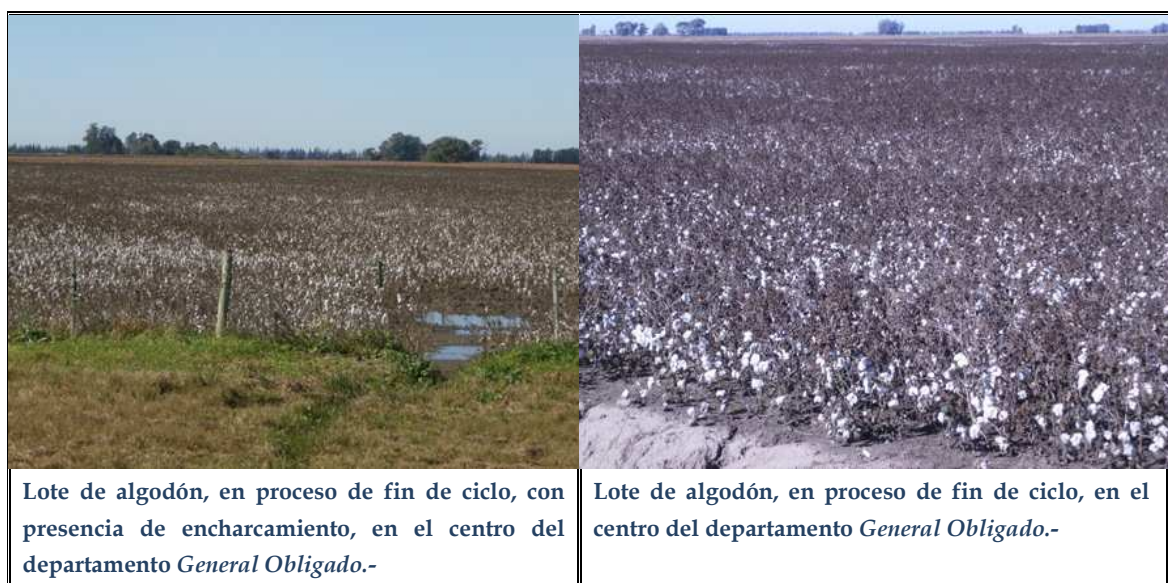 Lote de algodón, en proceso de fin de ciclo, con
presencia de encharcamiento, en el centro del
departamento General Obligado.-
Lote de algodón, en proceso de fin de ciclo, en el
centro del departamento General Obligado.-